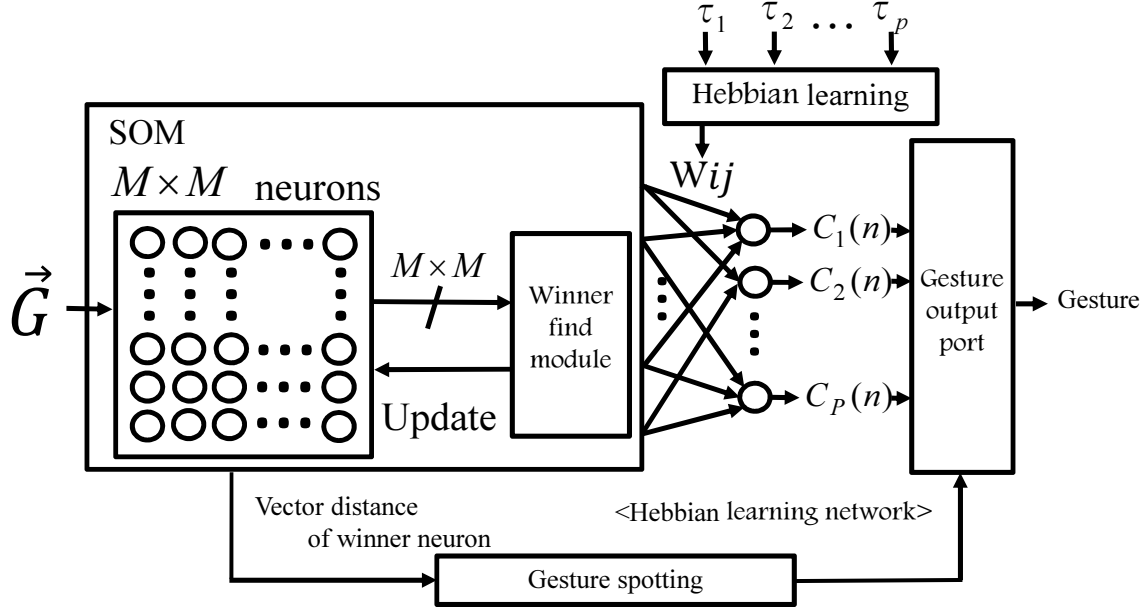 τ1 τ2 ... τp
Hebbian learning
SOM
Wij
M × M neurons
G⃗
M × M
Winner
find
module
Update
C1(n)
C2(n)
CP(n)
Gesture
output
port
Gesture
Vector distance
of winner neuron
<Hebbian learning network>
Gesture spotting